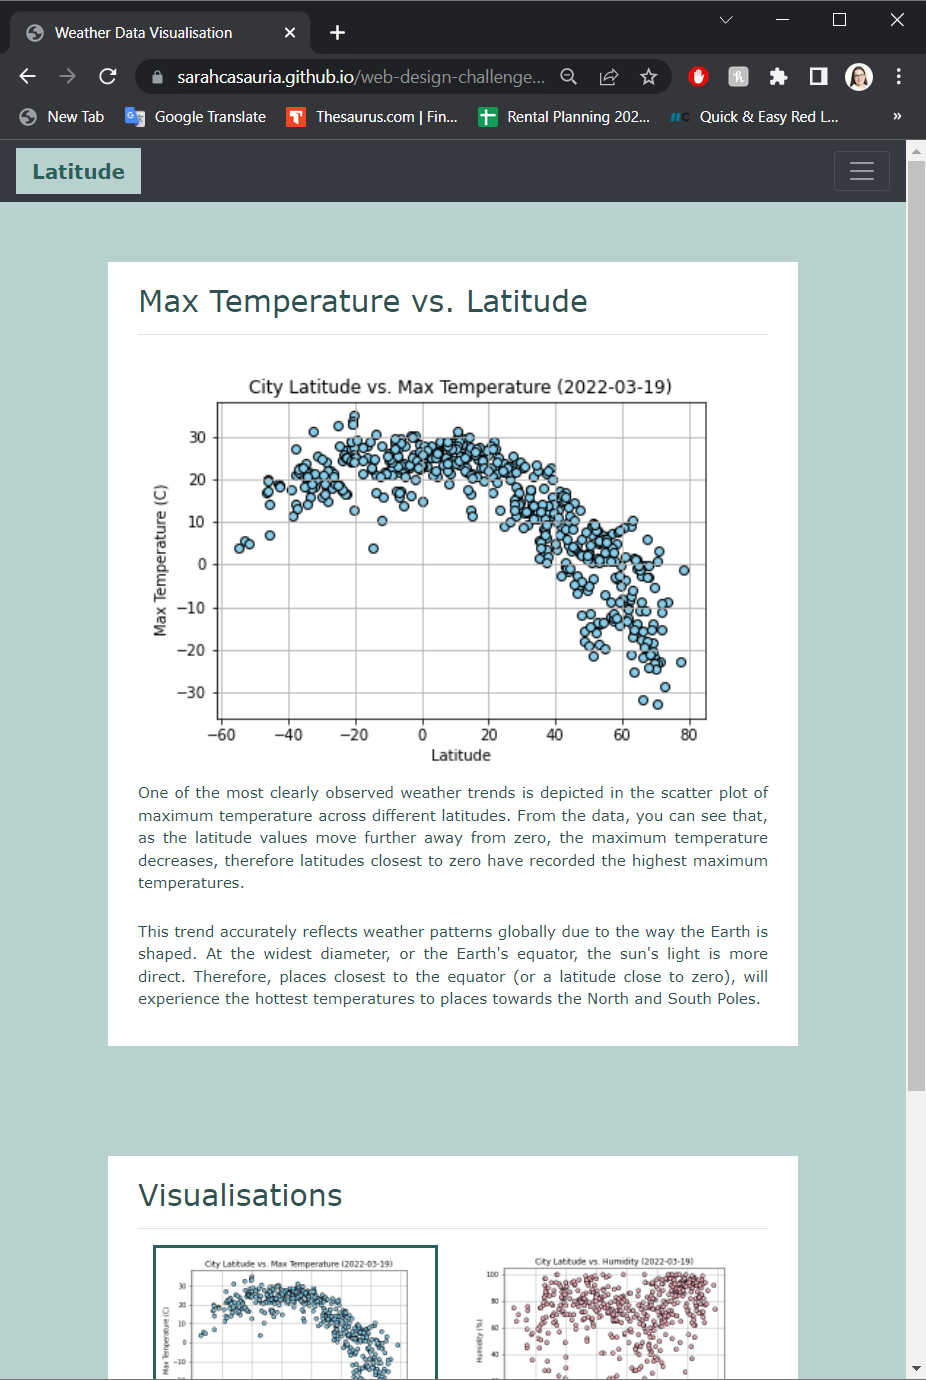 Weather Data Visualisation
sarahcasauria.github.io/web-design-challenge...
New Tab
Google Translate
Thesaurus.com | Fin...
Rental Planning 202...
Quick & Easy Red L...
»
Latitude
Max Temperature vs. Latitude
City Latitude vs. Max Temperature (2022-03-19)
Max Temperature (C)
30
20
10
0
−10
−20
−30
−60 −40 −20 0 20 40 60 80
Latitude
One of the most clearly observed weather trends is depicted in the scatter plot of
maximum temperature across different latitudes. From the data, you can see that,
as the latitude values move further away from zero, the maximum temperature
decreases, therefore latitudes closest to zero have recorded the highest maximum
temperatures.
This trend accurately reflects weather patterns globally due to the way the Earth is
shaped. At the widest diameter, or the Earth's equator, the sun's light is more
direct. Therefore, places closest to the equator (or a latitude close to zero), will
experience the hottest temperatures to places towards the North and South Poles.
Visualisations
City Latitude vs. Max Temperature (2022-03-19)
Max Temperature (C)
30
20
10
0
−10
City Latitude vs. Humidity (2022-03-19)
Humidity (%)
100
80
60
40